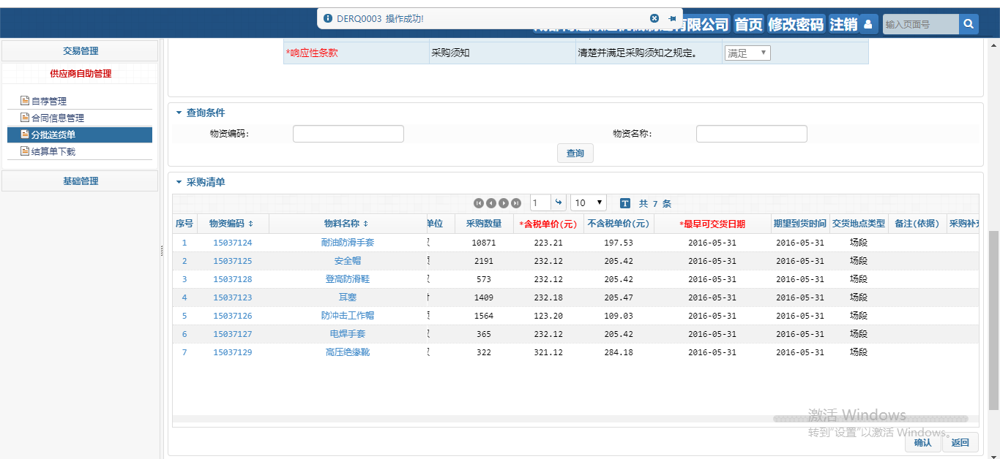 DERQ0003 操作成功!
有限公司 首页 修改密码 注销 输入页面号
交易管理
供应商自助管理
自荐管理
合同信息管理
分批送货单
结算单下载
基础管理
*响应性条款 采购须知 清楚并满足采购须知之规定。 满足
查询条件
物资编码: 物资名称:
查询
采购清单
1 10 T 共 7 条
序号 物资编码 物料名称 单位 采购数量 *含税单价(元) 不含税单价(元) *最早可交货日期 期望到货时间 交货地点类型 备注(依据) 采购补充
1 15037124 耐油防滑手套 10871 223.21 197.53 2016-05-31 2016-05-31 场段
2 15037125 安全帽 2191 232.12 205.42 2016-05-31 2016-05-31 场段
3 15037128 登高防滑鞋 573 232.12 205.42 2016-05-31 2016-05-31 场段
4 15037123 耳塞 1409 232.18 205.47 2016-05-31 2016-05-31 场段
5 15037126 防冲击工作帽 1564 123.20 109.03 2016-05-31 2016-05-31 场段
6 15037127 电焊手套 365 232.12 205.42 2016-05-31 2016-05-31 场段
7 15037129 高压绝缘靴 322 321.12 284.18 2016-05-31 2016-05-31 场段
激活 Windows
转到"设置"以激活 Windows。
确认 返回